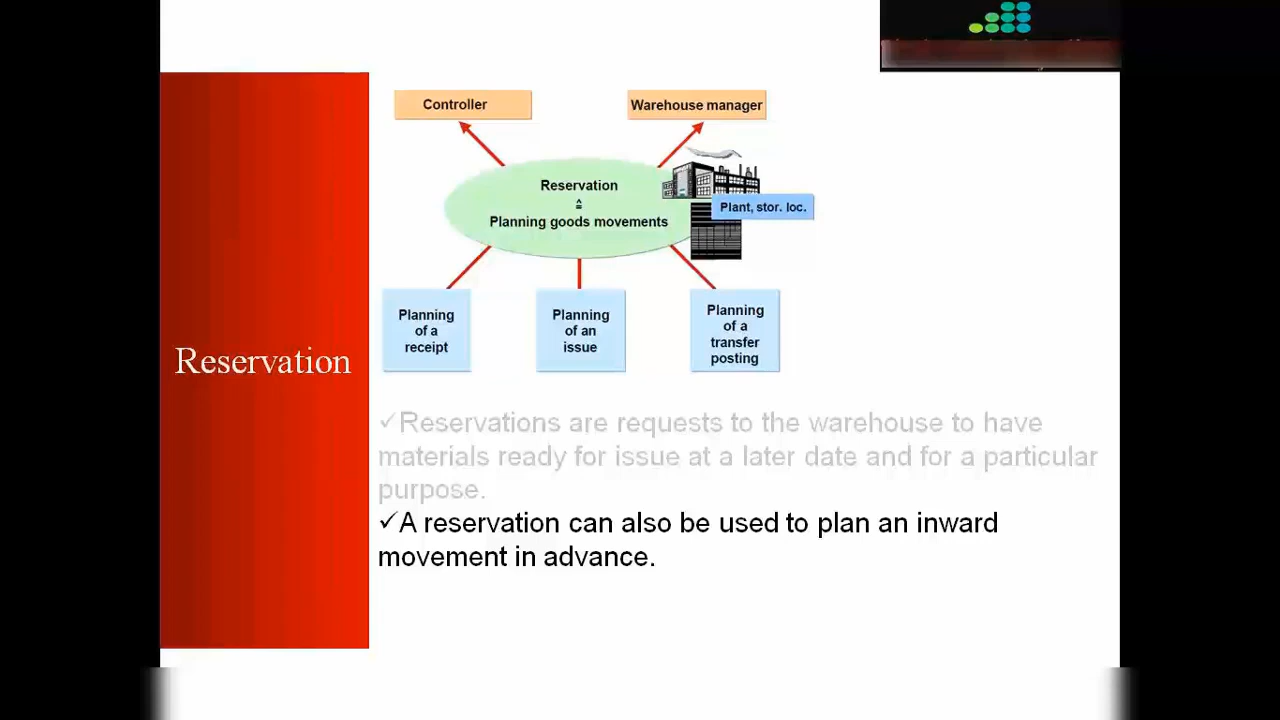 Controller
Warehouse manager
Reservation
≙
Planning goods movements
Plant, stor. loc.
Planning
of a
receipt
Planning
of an
issue
Planning
of a
transfer
posting
Reservation
✓Reservations are requests to the warehouse to have
materials ready for issue at a later date and for a particular
purpose.
✓A reservation can also be used to plan an inward
movement in advance.